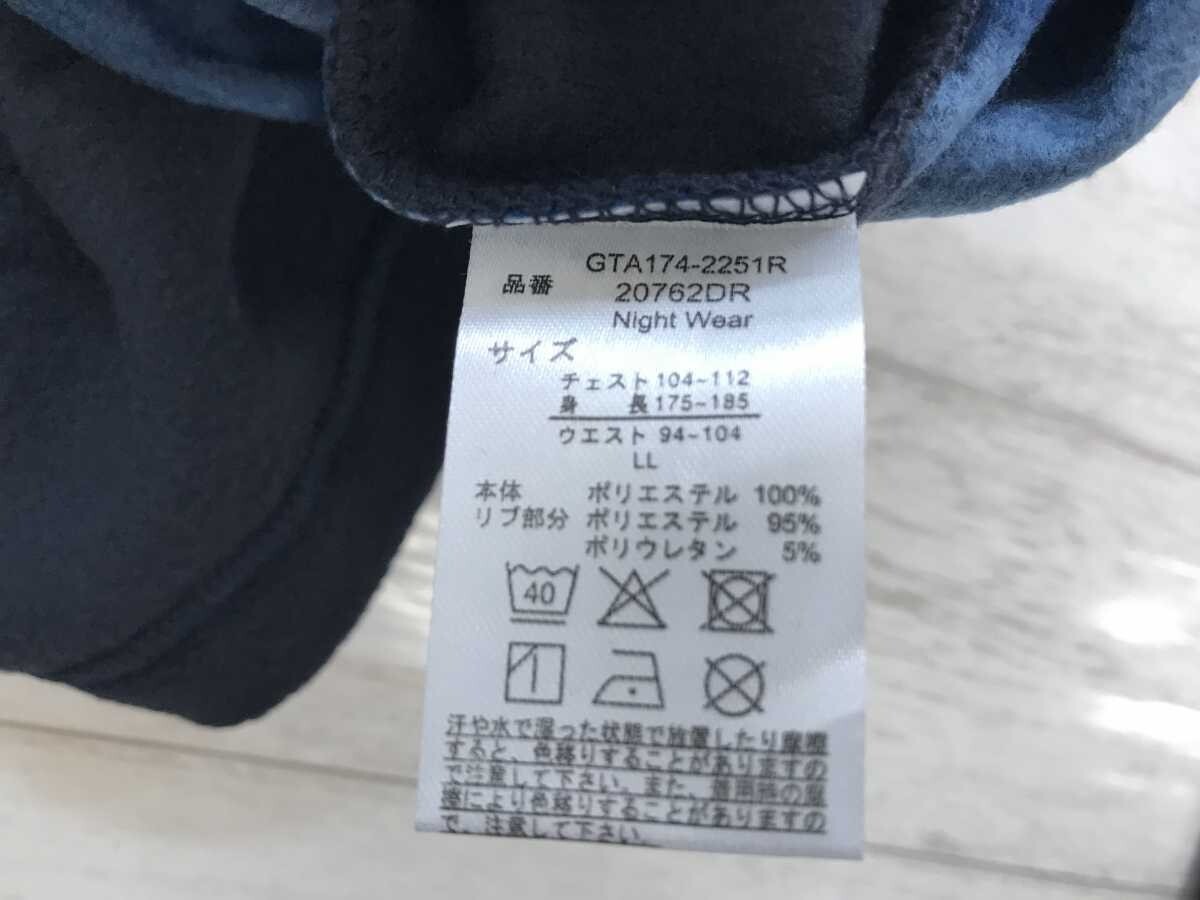 GTA174-2251R
品番 20762DR
Night Wear
サイズ
チェスト 104~112
身 長 175~185
ウエスト 94~104
LL
本体 ポリエステル 100%
リブ部分 ポリエステル 95%
ポリウレタン 5%
40
汗や水で湿った状態で放置したり摩擦
すると、色移りすることがありますの
で注意して下さい。また、着用時の摩
擦により色移りすることがありますの
で、注意して下さい。